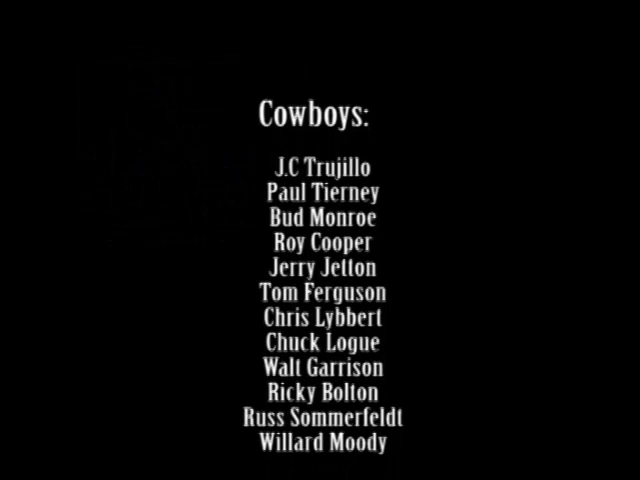 Cowboys:
J.C Trujillo
Paul Tierney
Bud Monroe
Roy Cooper
Jerry Jetton
Tom Ferguson
Chris Lybbert
Chuck Logue
Walt Garrison
Ricky Bolton
Russ Sommerfeldt
Willard Moody